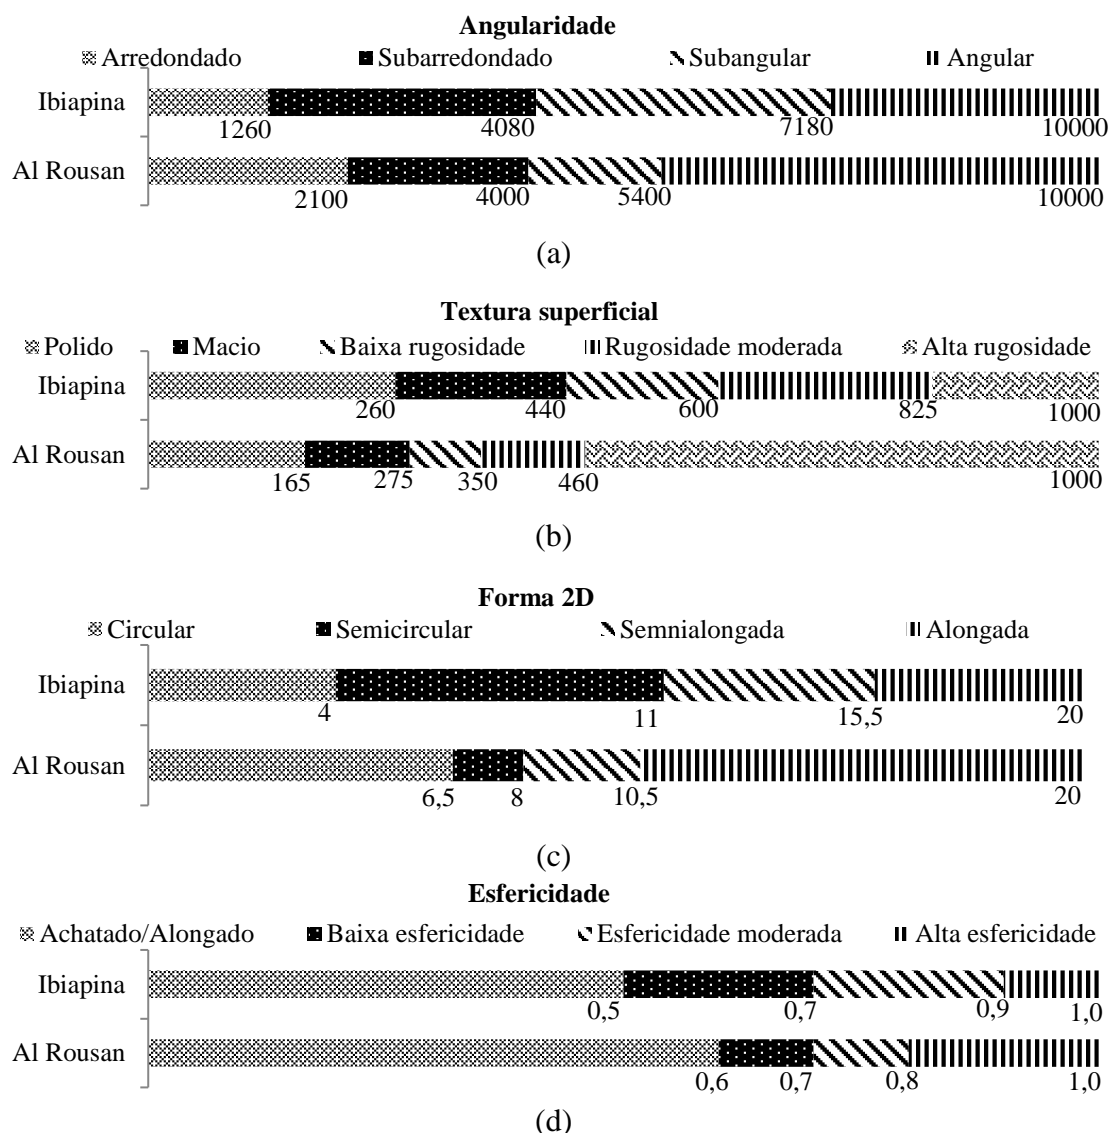 Angularidade
Arredondado Subarredondado Subangular Angular
Ibiapina
1260 4080 7180 10000
Al Rousan
2100 4000 5400 10000
(a)
Textura superficial
Polido Macio Baixa rugosidade Rugosidade moderada Alta rugosidade
Ibiapina
260 440 600 825 1000
Al Rousan
165 275 350 460 1000
(b)
Forma 2D
Circular Semicircular Semnialongada Alongada
Ibiapina
4 11 15,5 20
Al Rousan
6,5 8 10,5 20
(c)
Esfericidade
Achatado/Alongado Baixa esfericidade Esfericidade moderada Alta esfericidade
Ibiapina
0,5 0,7 0,9 1,0
Al Rousan
0,6 0,7 0,8 1,0
(d)